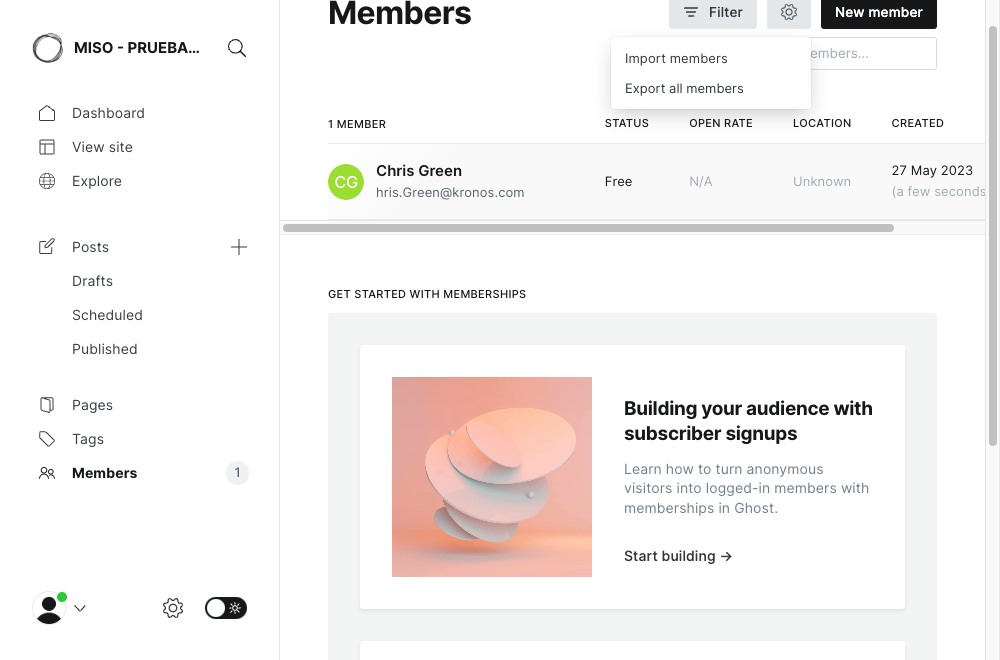 MISO - PRUEBA...
Dashboard
View site
Explore
Posts
Drafts
Scheduled
Published
Pages
Tags
Members
1
Members
Filter
New member
Import members
Export all members
embers...
1 MEMBER STATUS OPEN RATE LOCATION CREATED
CG Chris Green Free N/A Unknown 27 May 2023
hris.Green@kronos.com (a few seconds
GET STARTED WITH MEMBERSHIPS
Building your audience with
subscriber signups
Learn how to turn anonymous
visitors into logged-in members with
memberships in Ghost.
Start building →